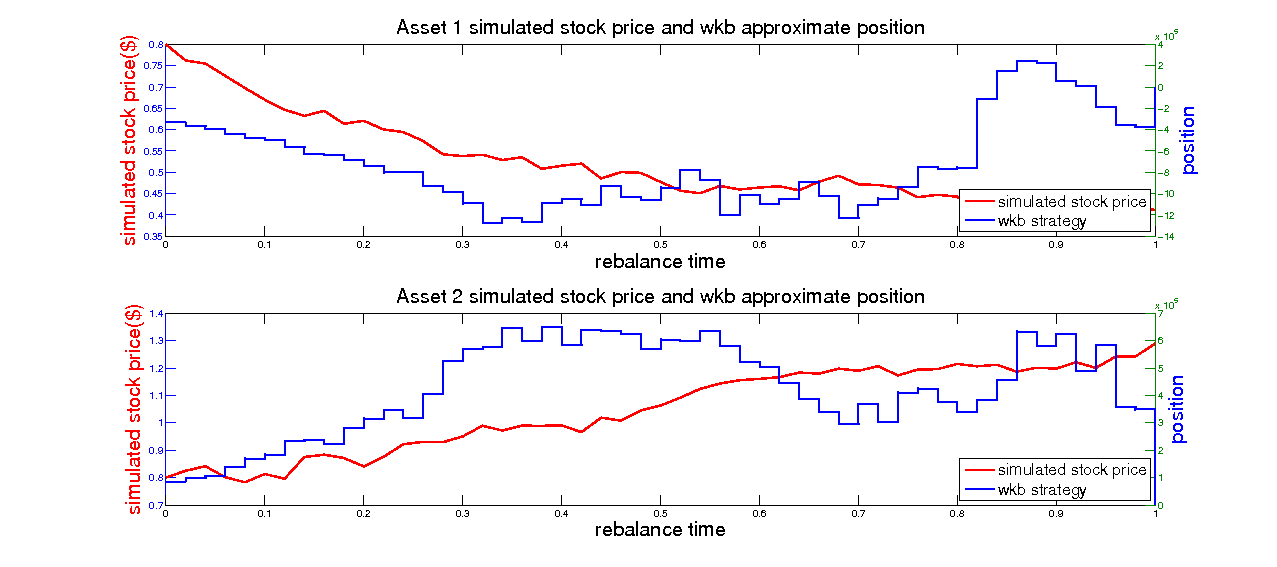 Asset 1 simulated stock price and wkb approximate position
simulated stock price($)
0.8
0.75
0.7
0.65
0.6
0.55
0.5
0.45
0.4
0.35
x 10^5
4
2
0
-2
-4
-6
-8
-10
-12
-14
position
simulated stock price
wkb strategy
0 0.1 0.2 0.3 0.4 0.5 0.6 0.7 0.8 0.9 1
rebalance time
Asset 2 simulated stock price and wkb approximate position
simulated stock price($)
1.4
1.3
1.2
1.1
1
0.9
0.8
0.7
x 10^5
7
6
5
4
3
2
1
0
position
simulated stock price
wkb strategy
0 0.1 0.2 0.3 0.4 0.5 0.6 0.7 0.8 0.9 1
rebalance time